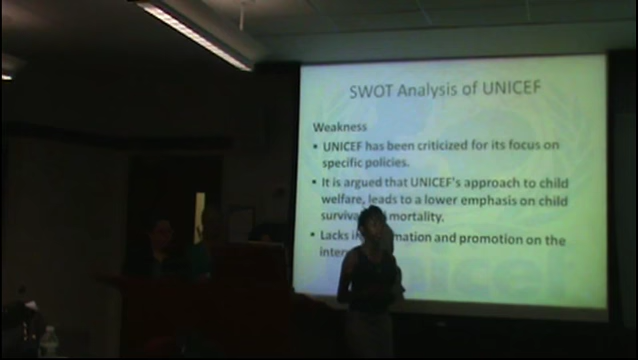 SWOT Analysis of UNICEF
Weakness
▪ UNICEF has been criticized for its focus on
specific policies.
▪ It is argued that UNICEF's approach to child
welfare, leads to a lower emphasis on child
mortality.
▪ Lacks and promotion on the